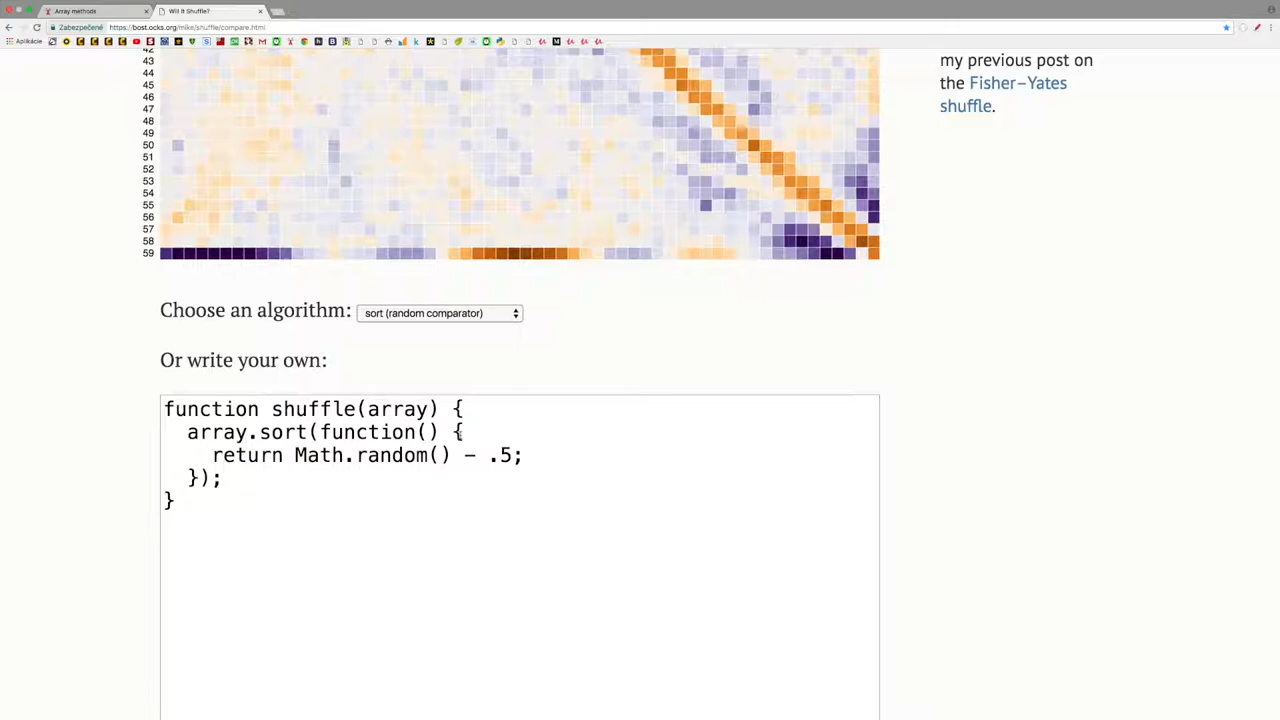 Array methods
Will It Shuffle?
Zabezpečené
https://bost.ocks.org/mike/shuffle/compare.html
Aplikácie
42
43
44
45
46
47
48
49
50
51
52
53
54
55
56
57
58
59
my previous post on
the Fisher–Yates
shuffle.
Choose an algorithm: sort (random comparator)
Or write your own:
function shuffle(array) {
  array.sort(function() {
    return Math.random() - .5;
  });
}